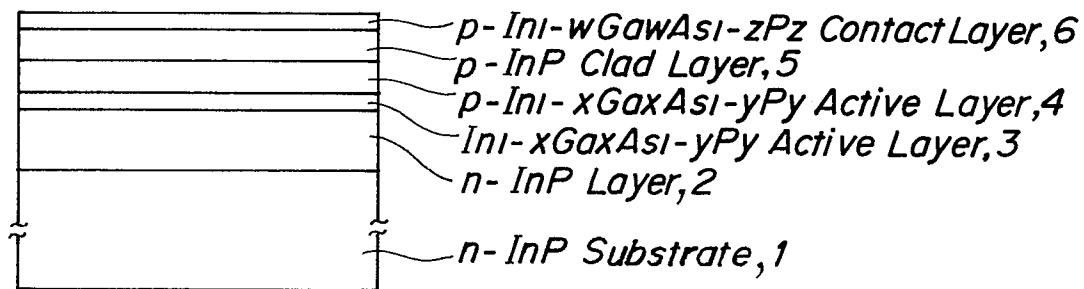 p-In1-wGawAs1-zPz Contact Layer, 6
p-InP Clad Layer, 5
p-In1-xGaxAs1-yPy Active Layer, 4
In1-xGaxAs1-yPy Active Layer, 3
n-InP Layer, 2
n-InP Substrate, 1